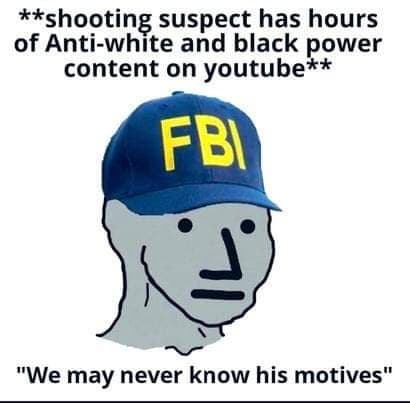 **shooting suspect has hours
of Anti-white and black power
content on youtube**
FBI
"We may never know his motives"